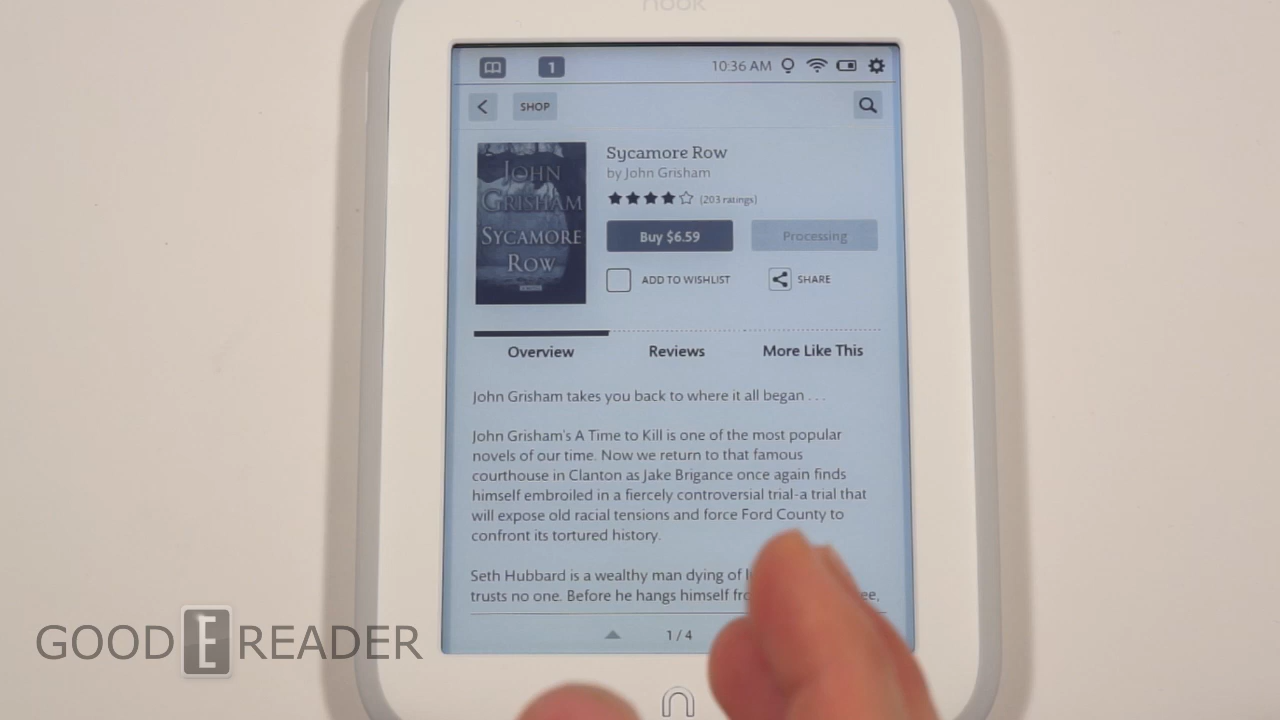 nook
1
10:36 AM
SHOP
JOHN
GRISHAM
SYCAMORE
ROW
Sycamore Row
by John Grisham
(203 ratings)
Buy $6.59
Processing
ADD TO WISHLIST
SHARE
Overview
Reviews
More Like This
John Grisham takes you back to where it all began . . .
John Grisham's A Time to Kill is one of the most popular
novels of our time. Now we return to that famous
courthouse in Clanton as Jake Brigance once again finds
himself embroiled in a fiercely controversial trial-a trial that
will expose old racial tensions and force Ford County to
confront its tortured history.
Seth Hubbard is a wealthy man dying of
trusts no one. Before he hangs himself
1 / 4
GOOD E READER